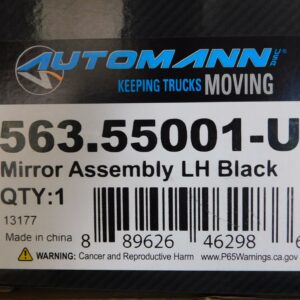 AUTOMANN INC.
KEEPING TRUCKS MOVING
563.55001-U
Mirror Assembly LH Black
QTY:1
13177
Made in china
8 89626 46298 6
WARNING: Cancer and Reproductive Harm www.P65Warnings.ca.gov